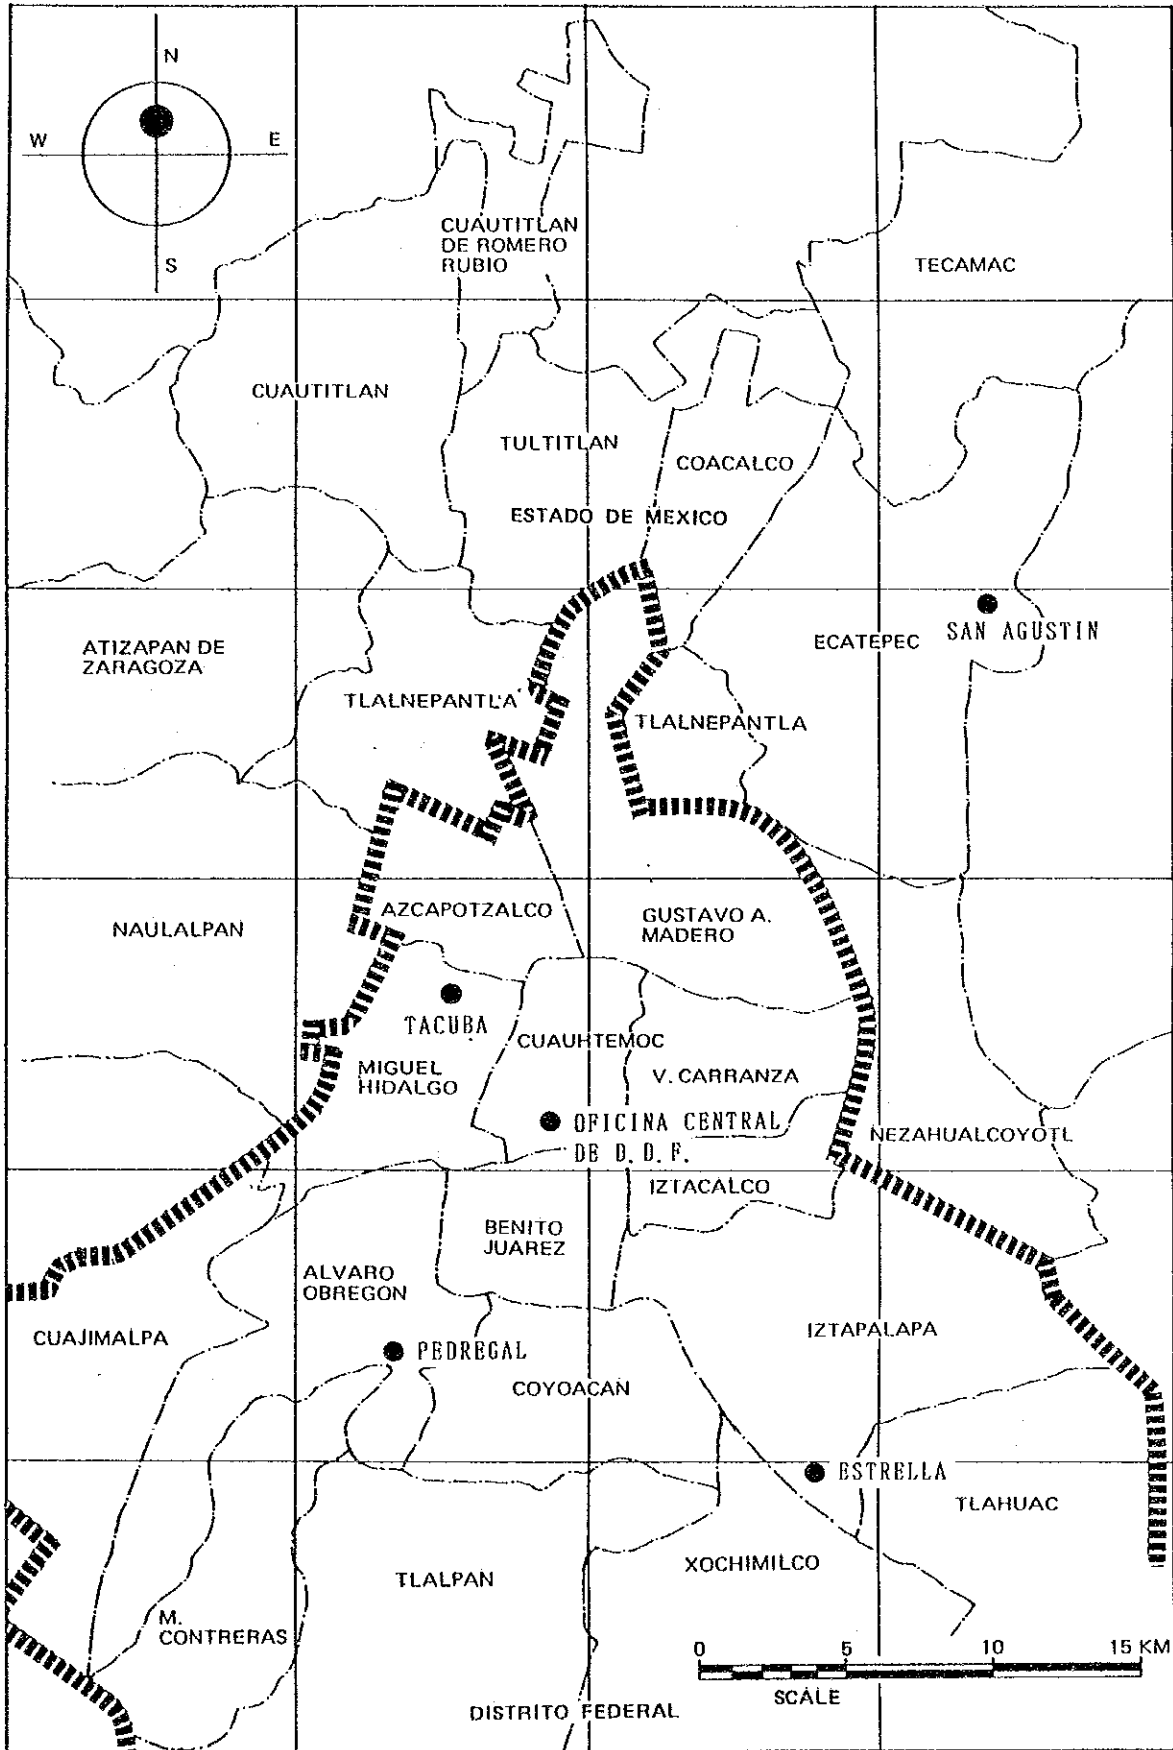 N
W
E
S
CUAUTITLAN
DE ROMERO
RUBIO
TECAMAC
CUAUTITLAN
TULTITLAN
COACALCO
ESTADO DE MEXICO
ATIZAPAN DE
ZARAGOZA
ECATEPEC
SAN AGUSTIN
TLALNEPANTLA
TLALNEPANTLA
AZCAPOTZALCO
GUSTAVO A.
MADERO
NAULALPAN
TACUBA
CUAUHTEMOC
MIGUEL
HIDALGO
V. CARRANZA
OFICINA CENTRAL
DE D. D. F.
NEZAHUALCOYOTL
IZTACALCO
BENITO
JUAREZ
ALVARO
OBREGON
CUAJIMALPA
IZTAPALAPA
PEDREGAL
COYOACAN
ESTRELLA
TLAHUAC
XOCHIMILCO
TLALPAN
M.
CONTRERAS
0 5 10 15 KM
SCALE
DISTRITO FEDERAL